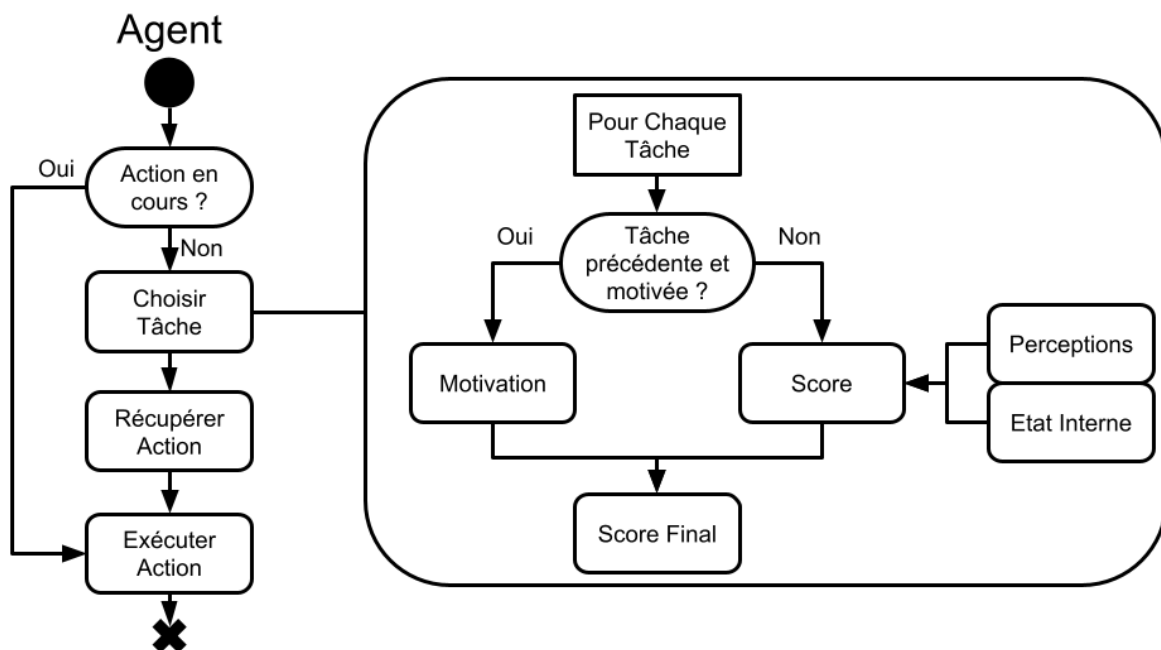 Agent
Oui
Action en
cours ?
Non
Choisir
Tâche
Récupérer
Action
Exécuter
Action
Pour Chaque
Tâche
Oui
Tâche
précédente et
motivée ?
Non
Motivation
Score
Perceptions
Etat Interne
Score Final